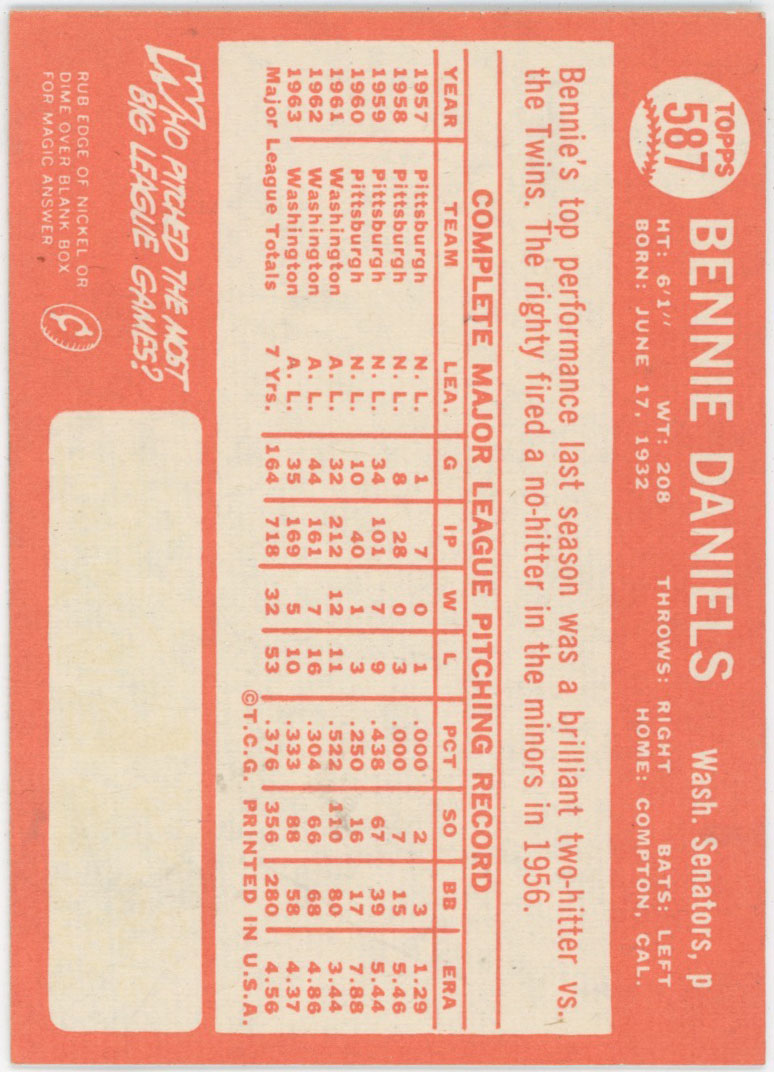 TOPPS
587
BENNIE DANIELS Wash. Senators, p
HT: 6'1" WT: 208 THROWS: RIGHT BATS: LEFT
BORN: JUNE 17, 1932 HOME: COMPTON, CAL.
Bennie's top performance last season was a brilliant two-hitter vs.
the Twins. The righty fired a no-hitter in the minors in 1956.
COMPLETE MAJOR LEAGUE PITCHING RECORD
YEAR TEAM LEA. G IP W L PCT SO BB ERA
1957 Pittsburgh N. L. 1 7 0 1 .000 2 3 1.29
1958 Pittsburgh N. L. 8 28 0 3 .000 7 15 5.46
1959 Pittsburgh N. L. 34 101 7 9 .438 67 39 5.44
1960 Pittsburgh N. L. 10 40 1 3 .250 16 17 7.88
1961 Washington A. L. 32 212 12 11 .522 110 80 3.44
1962 Washington A. L. 44 161 7 16 .304 66 68 4.86
1963 Washington A. L. 35 169 5 10 .333 88 58 4.37
Major League Totals 7 Yrs. 164 718 32 53 .376 356 280 4.56
©T.C.G. PRINTED IN U.S.A.
WHO PITCHED THE MOST
BIG LEAGUE GAMES?
RUB EDGE OF NICKEL OR
DIME OVER BLANK BOX
FOR MAGIC ANSWER